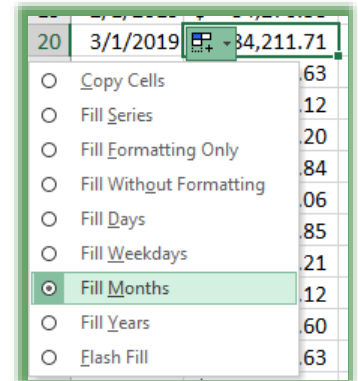 20 3/1/2019 34,211.71
Copy Cells .63
Fill Series .12
Fill Formatting Only .20
Fill Without Formatting .84
.06
Fill Days .85
Fill Weekdays .21
Fill Months .12
Fill Years .60
Flash Fill .63